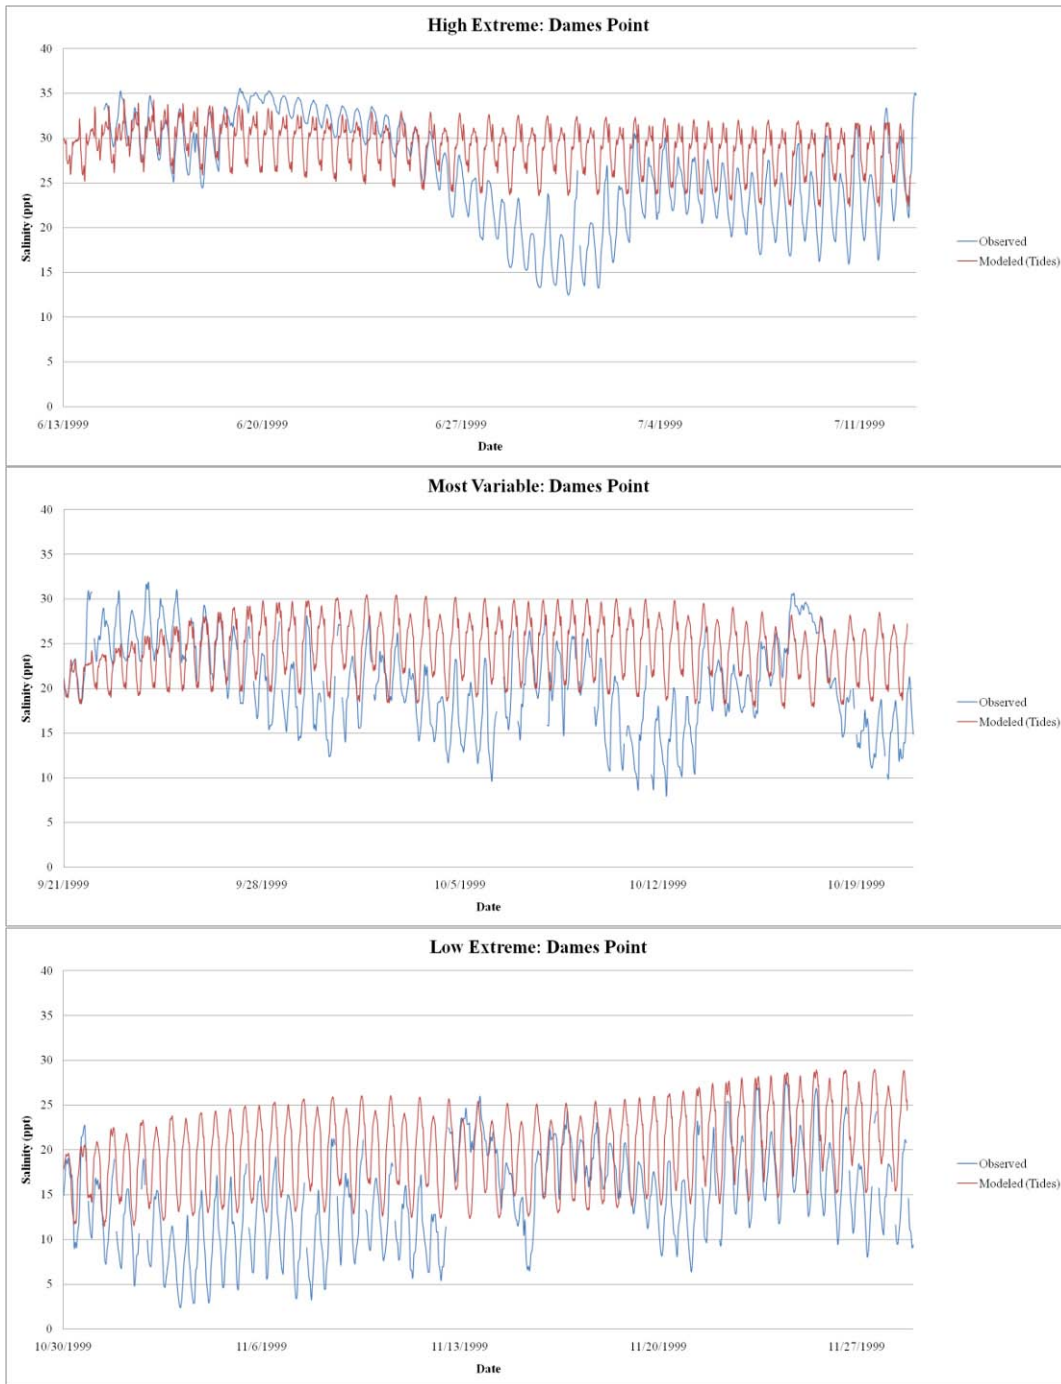 High Extreme: Dames Point
40
35
30
25
20
15
10
5
0
Salinity (ppt)
6/13/1999 6/20/1999 6/27/1999 7/4/1999 7/11/1999
Date
Observed
Modeled (Tides)
Most Variable: Dames Point
40
35
30
25
20
15
10
5
0
Salinity (ppt)
9/21/1999 9/28/1999 10/5/1999 10/12/1999 10/19/1999
Date
Observed
Modeled (Tides)
Low Extreme: Dames Point
40
35
30
25
20
15
10
5
0
Salinity (ppt)
10/30/1999 11/6/1999 11/13/1999 11/20/1999 11/27/1999
Date
Observed
Modeled (Tides)